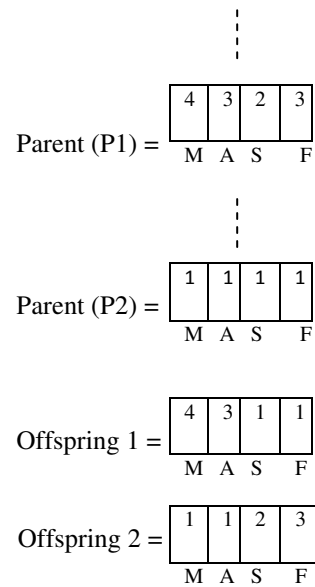 4 3 2 3
Parent (P1) =
M A S F
1 1 1 1
Parent (P2) =
M A S F
4 3 1 1
Offspring 1 =
M A S F
1 1 2 3
Offspring 2 =
M A S F